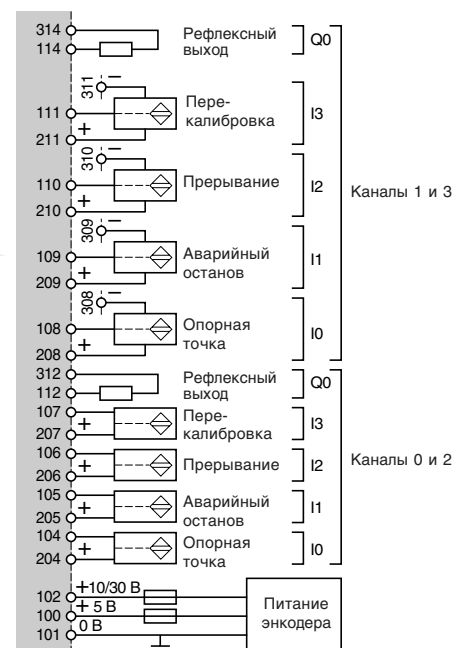 314
114
Рефлексный
выход
Q0
311
–
111
+
211
Пере-
калибровка
I3
310
–
110
+
210
Прерывание
I2
Каналы 1 и 3
309
–
109
+
209
Аварийный
останов
I1
308
–
108
+
208
Опорная
точка
I0
312
112
Рефлексный
выход
Q0
107
+
207
Пере-
калибровка
I3
106
+
206
Прерывание
I2
Каналы 0 и 2
105
+
205
Аварийный
останов
I1
104
+
204
Опорная
точка
I0
102
+10/30 В
100
+ 5 В
101
0 В
Питание
энкодера